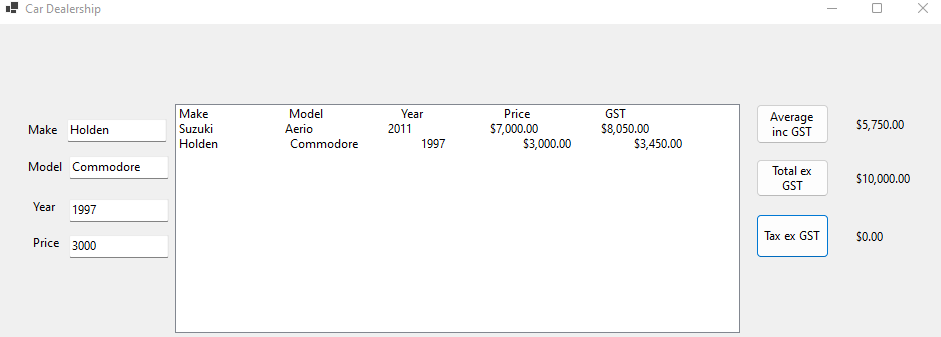 Car Dealership
Make Holden
Model Commodore
Year 1997
Price 3000
Make Model Year Price GST
Suzuki Aerio 2011 $7,000.00 $8,050.00
Holden Commodore 1997 $3,000.00 $3,450.00
Average
inc GST
$5,750.00
Total ex
GST
$10,000.00
Tax ex GST
$0.00